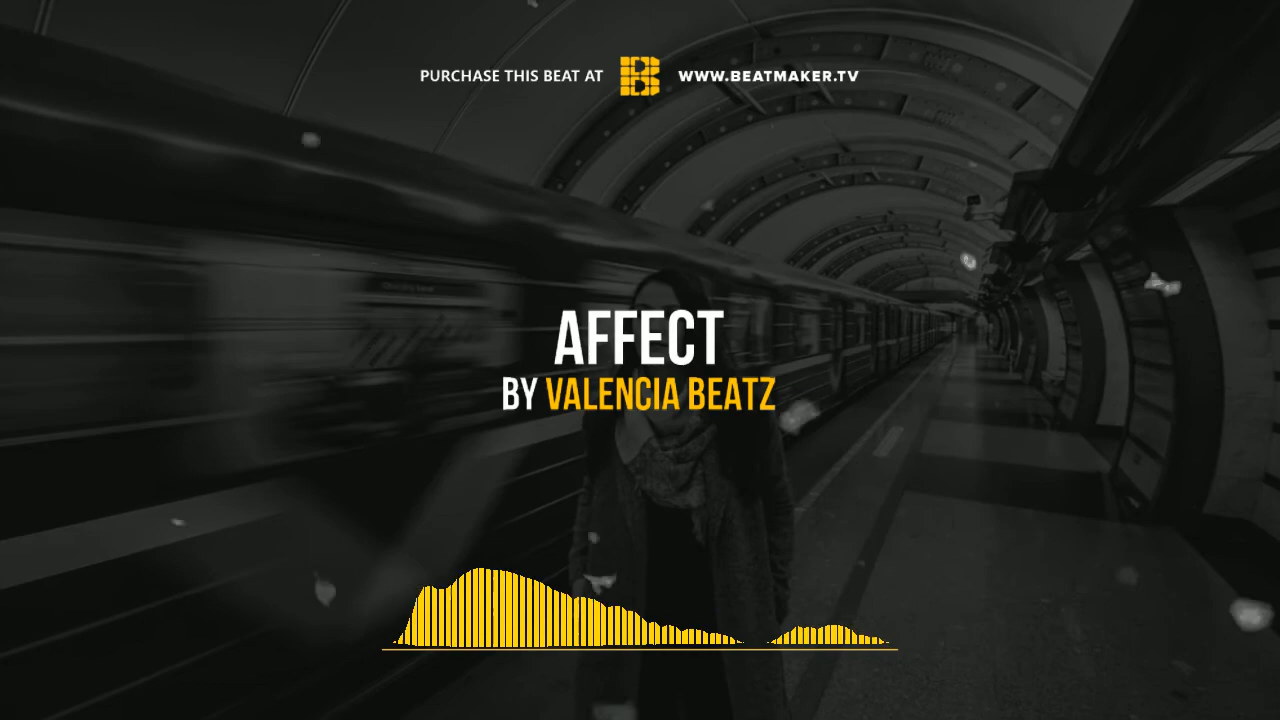 PURCHASE THIS BEAT AT WWW.BEATMAKER.TV
AFFECT
BY VALENCIA BEATZ